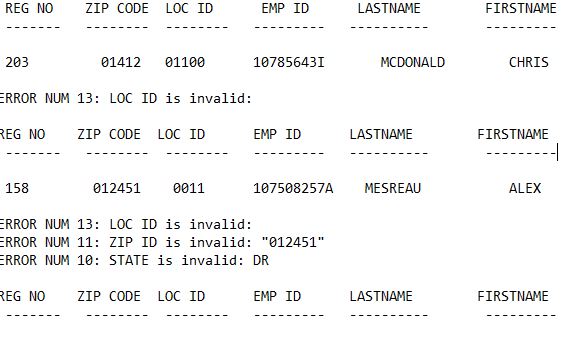 REG NO    ZIP CODE  LOC ID      EMP ID      LASTNAME        FIRSTNAME
-------    --------  --------    ---------    ---------       ---------
203         01412   01100     10785643I       MCDONALD        CHRIS
ERROR NUM 13: LOC ID is invalid:
REG NO    ZIP CODE  LOC ID      EMP ID      LASTNAME        FIRSTNAME
-------   --------  --------   ---------   ----------       ---------
158        012451    0011      107508257A    MESREAU           ALEX
ERROR NUM 13: LOC ID is invalid:
ERROR NUM 11: ZIP ID is invalid: "012451"
ERROR NUM 10: STATE is invalid: DR
REG NO    ZIP CODE   LOC ID      EMP ID      LASTNAME        FIRSTNAME
-------   --------   --------   ---------   ----------       ---------